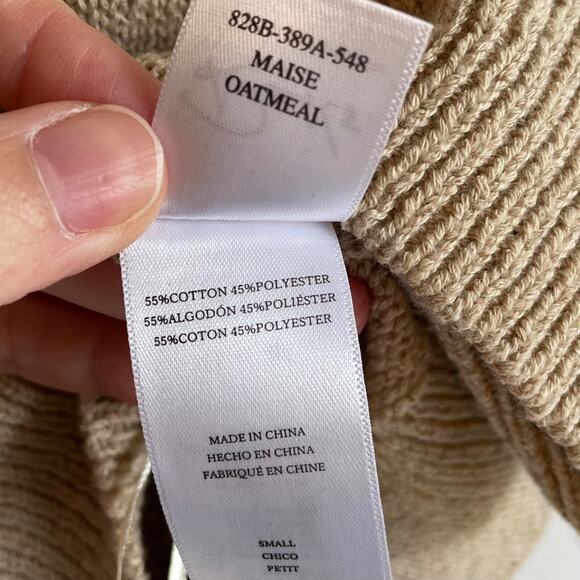 828B-389A-548
MAISE
OATMEAL
55%COTTON 45%POLYESTER
55%ALGODÓN 45%POLIÉSTER
55%COTON 45%POLYESTER
MADE IN CHINA
HECHO EN CHINA
FABRIQUÉ EN CHINE
SMALL
CHICO
PETIT